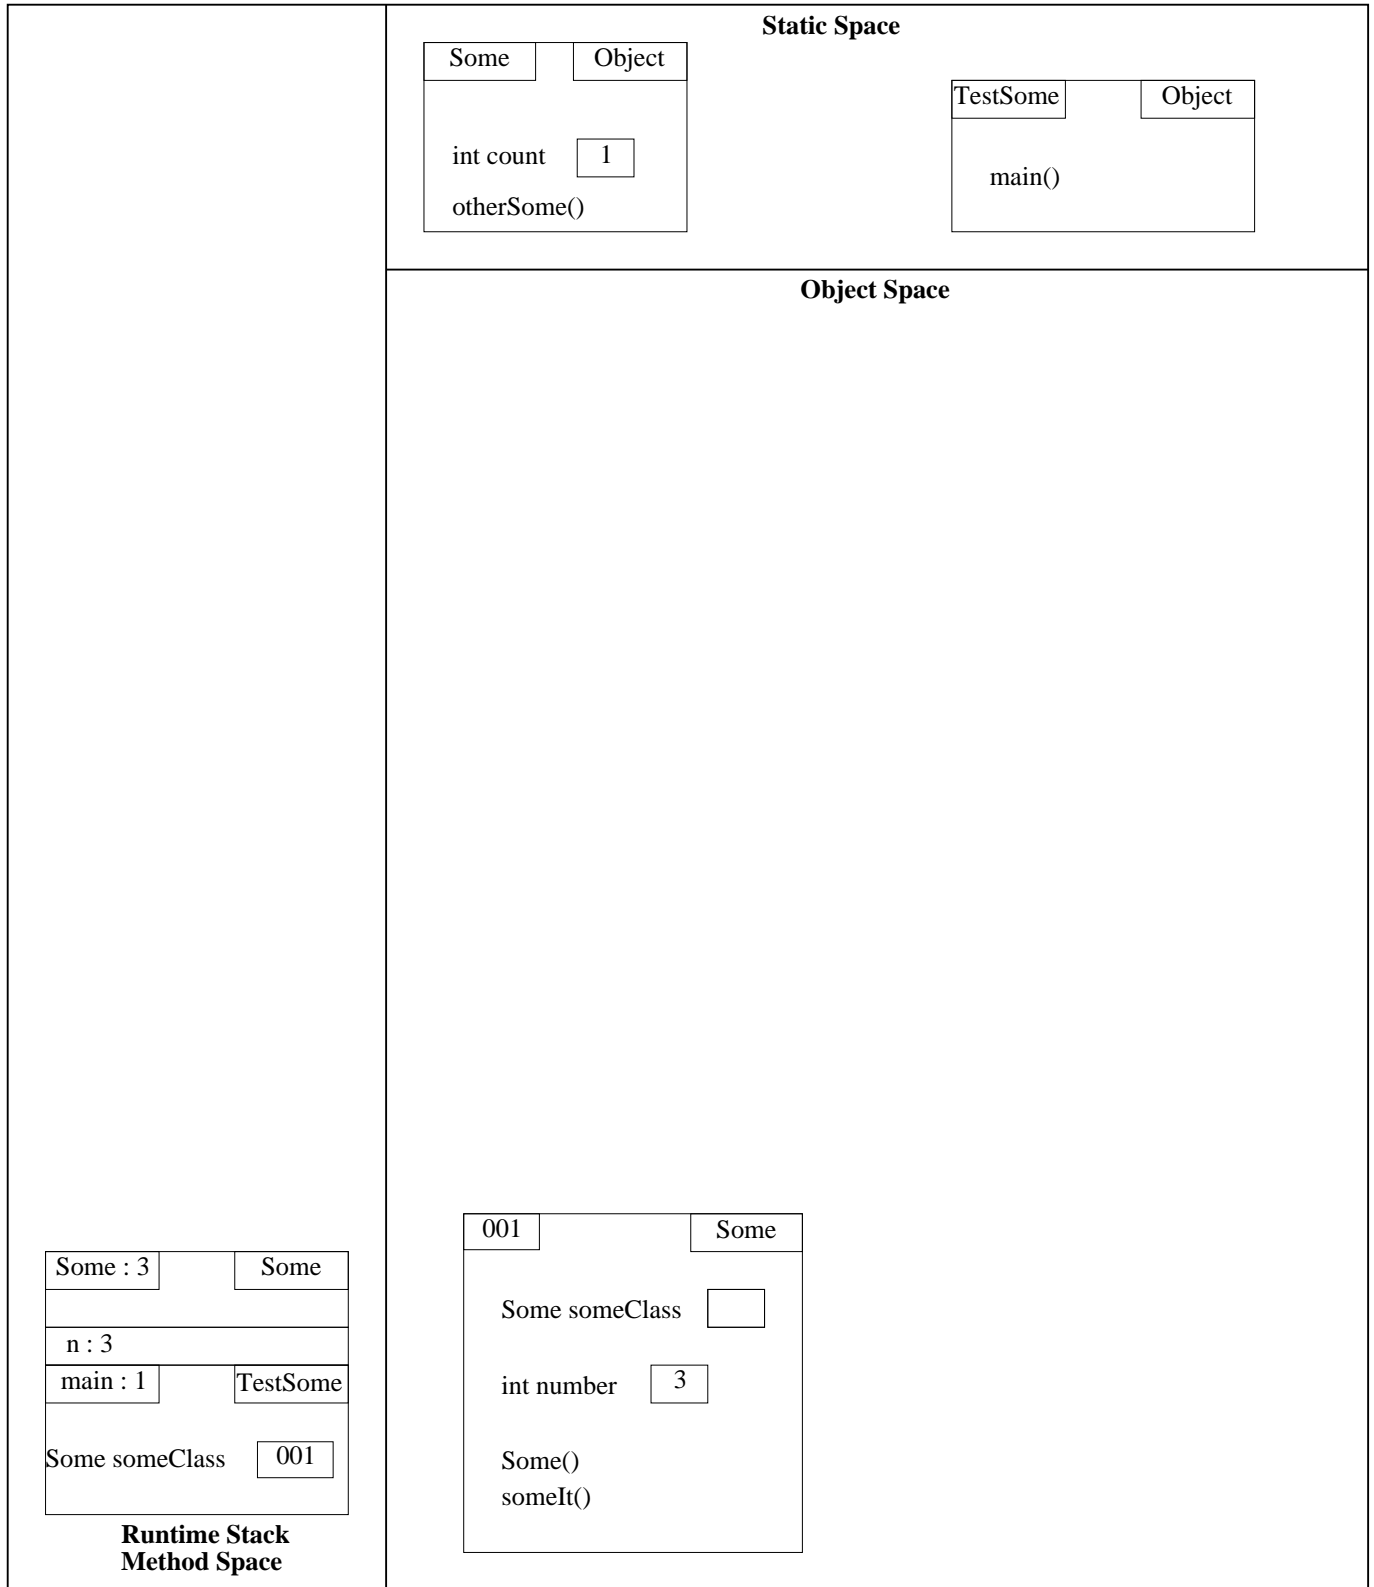 Static Space
Some Object
int count 1
otherSome()
TestSome Object
main()
Object Space
001 Some
Some someClass
int number 3
Some()
someIt()
Some : 3 Some
n : 3
main : 1 TestSome
Some someClass 001
Runtime Stack
Method Space